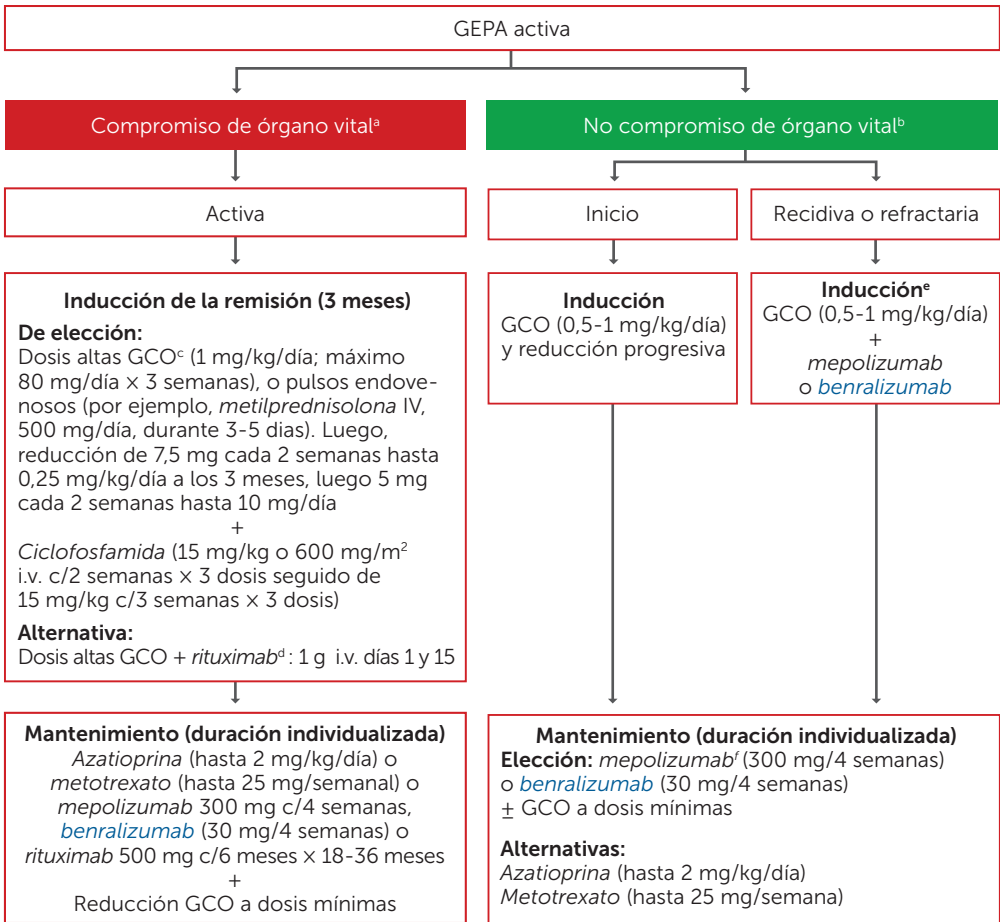 GEPA activa
Compromiso de órgano vitalᵃ
No compromiso de órgano vitalᵇ
Activa
Inicio
Recidiva o refractaria
Inducción de la remisión (3 meses)
De elección:
Dosis altas GCOᶜ (1 mg/kg/día; máximo
80 mg/día × 3 semanas), o pulsos endove-
nosos (por ejemplo, metilprednisolona IV,
500 mg/día, durante 3-5 dias). Luego,
reducción de 7,5 mg cada 2 semanas hasta
0,25 mg/kg/día a los 3 meses, luego 5 mg
cada 2 semanas hasta 10 mg/día
+
Ciclofosfamida (15 mg/kg o 600 mg/m²
i.v. c/2 semanas × 3 dosis seguido de
15 mg/kg c/3 semanas × 3 dosis)
Alternativa:
Dosis altas GCO + rituximabᵈ : 1 g i.v. días 1 y 15
Inducción
GCO (0,5-1 mg/kg/día)
y reducción progresiva
Inducciónᵉ
GCO (0,5-1 mg/kg/día)
+
mepolizumab
o benralizumab
Mantenimiento (duración individualizada)
Azatioprina (hasta 2 mg/kg/día) o
metotrexato (hasta 25 mg/semanal) o
mepolizumab 300 mg c/4 semanas,
benralizumab (30 mg/4 semanas) o
rituximab 500 mg c/6 meses × 18-36 meses
+
Reducción GCO a dosis mínimas
Mantenimiento (duración individualizada)
Elección: mepolizumabᶠ (300 mg/4 semanas)
o benralizumab (30 mg/4 semanas)
± GCO a dosis mínimas
Alternativas:
Azatioprina (hasta 2 mg/kg/día)
Metotrexato (hasta 25 mg/semana)